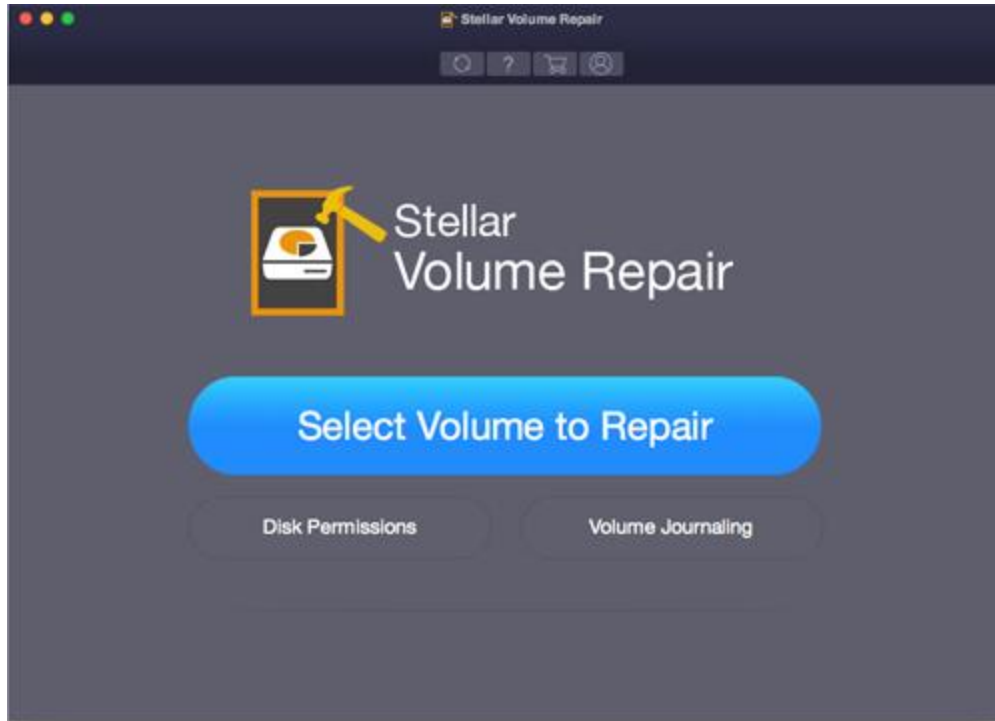 Stellar Volume Repair
?
Stellar
Volume Repair
Select Volume to Repair
Disk Permissions
Volume Journaling